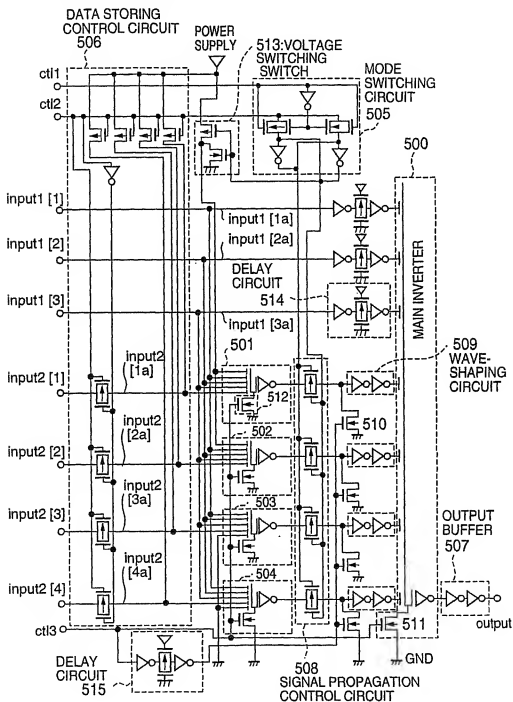 DATA STORING
CONTROL CIRCUIT
506
POWER
SUPPLY
513:VOLTAGE
SWITCHING
SWITCH
MODE
SWITCHING
CIRCUIT
505
ctl1
ctl2
500
input1 [1]
input1 [1a]
input1 [2]
input1 [2a]
DELAY
CIRCUIT
514
input1 [3]
input1 [3a]
MAIN INVERTER
input2
[1a]
501
509
WAVE-
SHAPING
CIRCUIT
input2 [1]
512
510
input2
[2a]
502
input2 [2]
input2
[3a]
503
input2 [3]
OUTPUT
BUFFER
507
input2
[4a]
504
input2 [4]
output
ctl3
511
DELAY
CIRCUIT
515
508
SIGNAL PROPAGATION
CONTROL CIRCUIT
GND